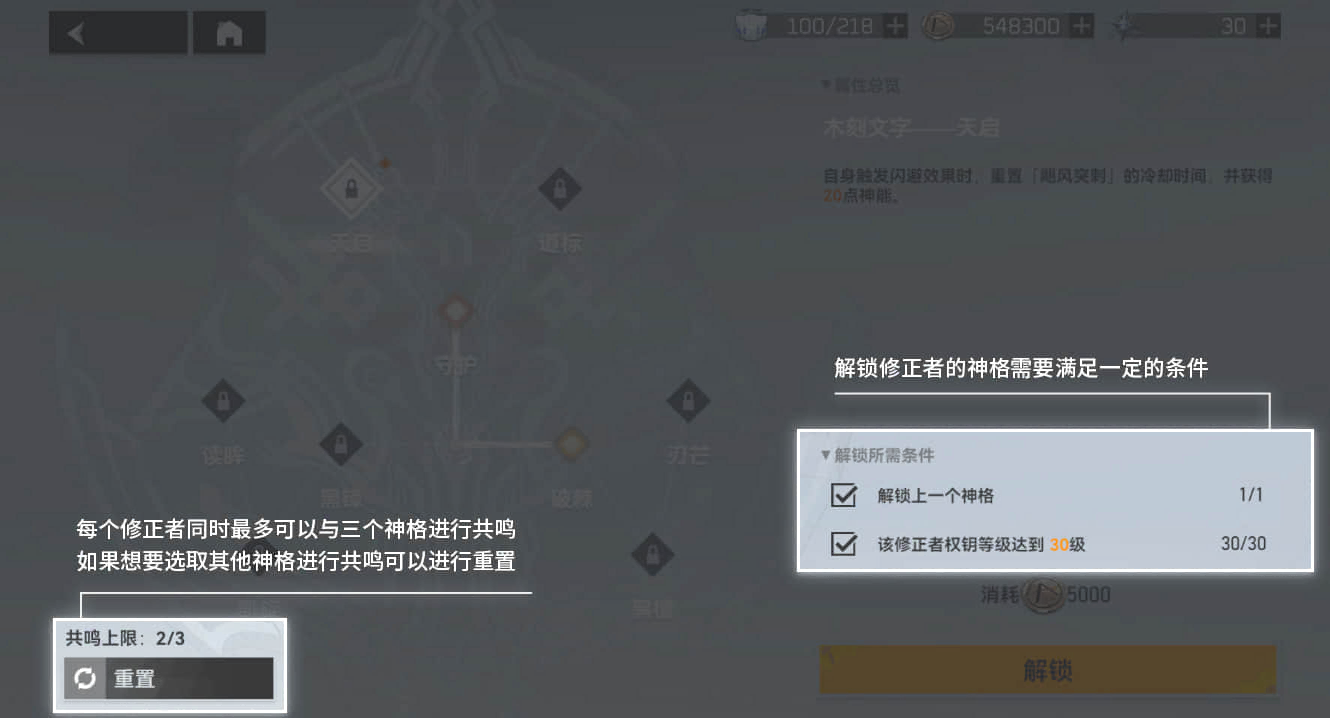 100/218
548300
30
▼属性总览
木刻文字——天启
自身触发闪避效果时，重置「飓风突刺」的冷却时间，并获得
20点神能。
天启
道标
守护
读眸
刃芒
破棘
解锁修正者的神格需要满足一定的条件
▼解锁所需条件
解锁上一个神格 1/1
该修正者权钥等级达到 30级 30/30
每个修正者同时最多可以与三个神格进行共鸣
如果想要选取其他神格进行共鸣可以进行重置
消耗 5000
共鸣上限：2/3
重置
解锁